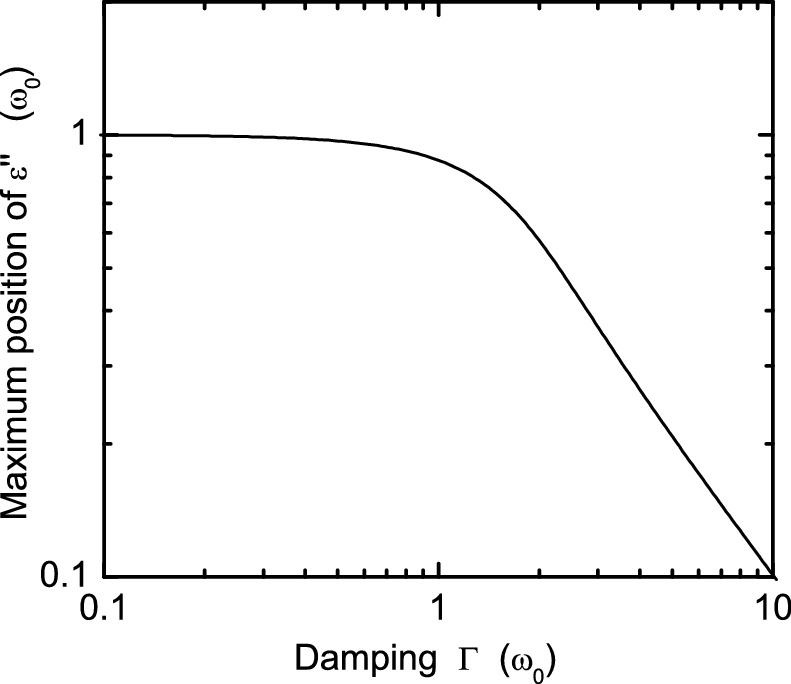 Maximum position of ε" (ω₀)
1
0.1
0.1
1
10
Damping Γ (ω₀)